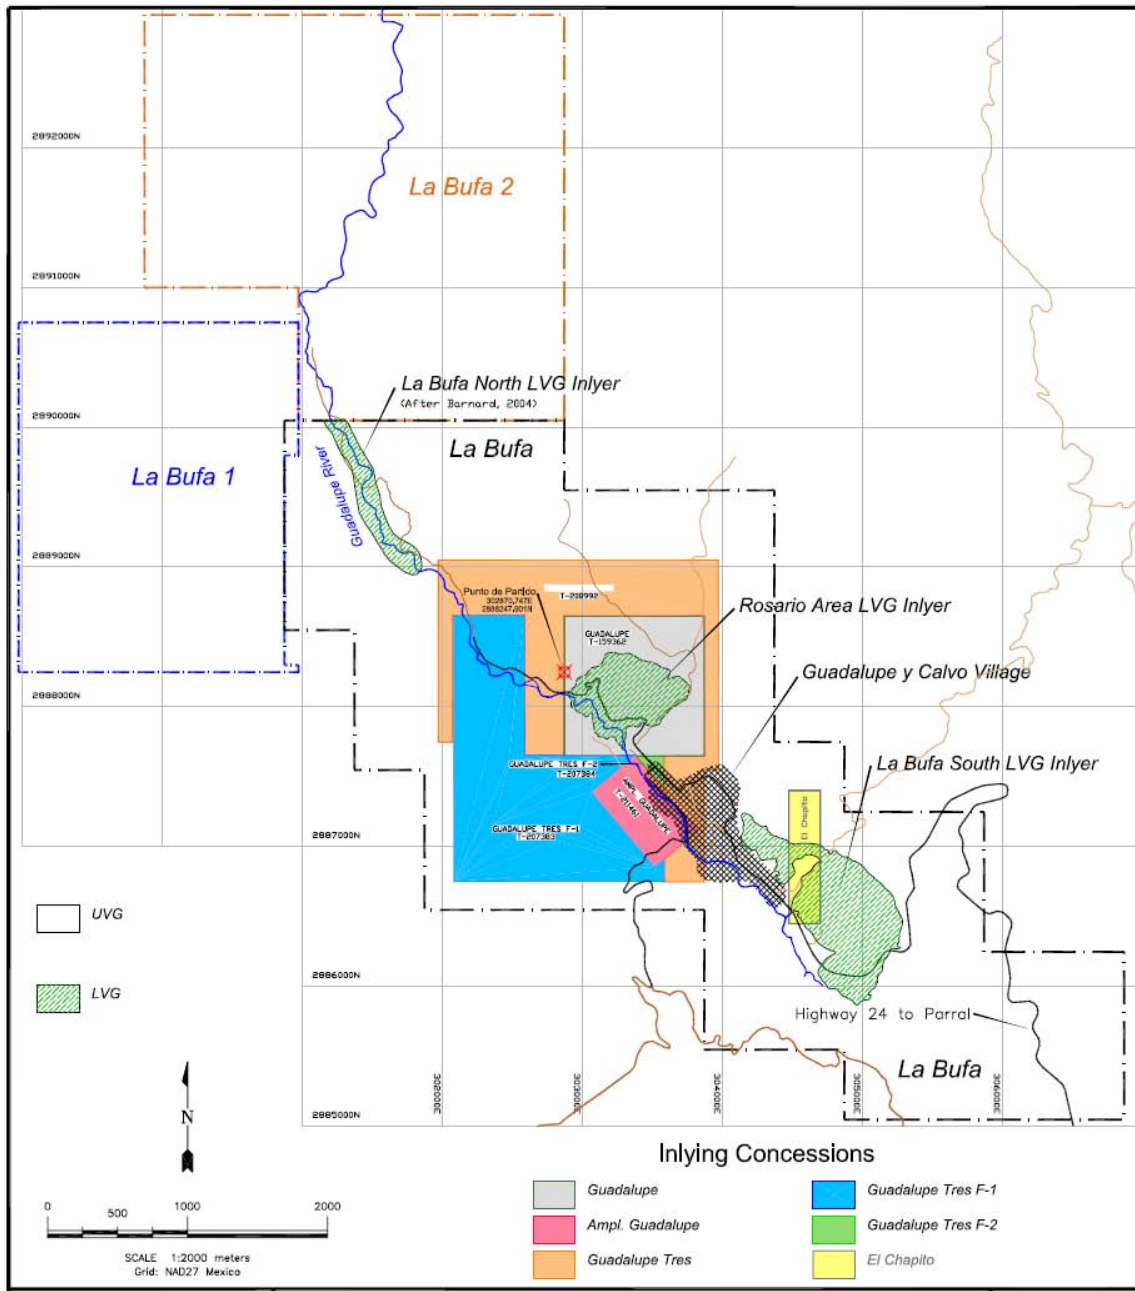 2892000N
La Bufa 2
2891000N
La Bufa North LVG Inlyer
(After Barnard, 2004)
2890000N
La Bufa
La Bufa 1
Guadalupe River
2889000N
Punto de Partido
T-208992
Rosario Area LVG Inlyer
GUADALUPE
T-159362
Guadalupe y Calvo Village
2888000N
GUADALUPE TRES F-2
T-207384
La Bufa South LVG Inlyer
AMPL. GUADALUPE
T-211461
El Chapito
GUADALUPE TRES F-1
T-207383
2887000N
UVG
LVG
2886000N
Highway 24 to Parral
La Bufa
302000E
303000E
304000E
305000E
306000E
2885000N
N
Inlying Concessions
Guadalupe
Guadalupe Tres F-1
Ampl. Guadalupe
Guadalupe Tres F-2
Guadalupe Tres
El Chapito
0
500
1000
2000
SCALE 1:2000 meters
Grid: NAD27 Mexico